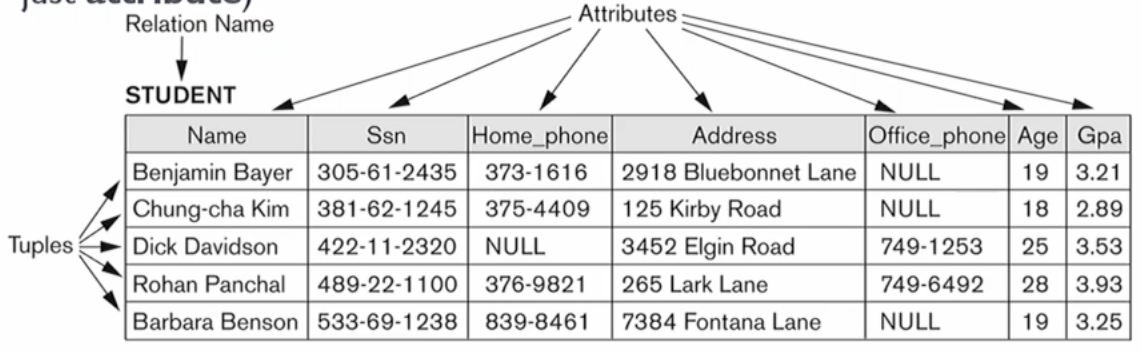 just attribute)
Relation Name
Attributes
STUDENT
Name Ssn Home_phone Address Office_phone Age Gpa
Benjamin Bayer 305-61-2435 373-1616 2918 Bluebonnet Lane NULL 19 3.21
Chung-cha Kim 381-62-1245 375-4409 125 Kirby Road NULL 18 2.89
Tuples
Dick Davidson 422-11-2320 NULL 3452 Elgin Road 749-1253 25 3.53
Rohan Panchal 489-22-1100 376-9821 265 Lark Lane 749-6492 28 3.93
Barbara Benson 533-69-1238 839-8461 7384 Fontana Lane NULL 19 3.25